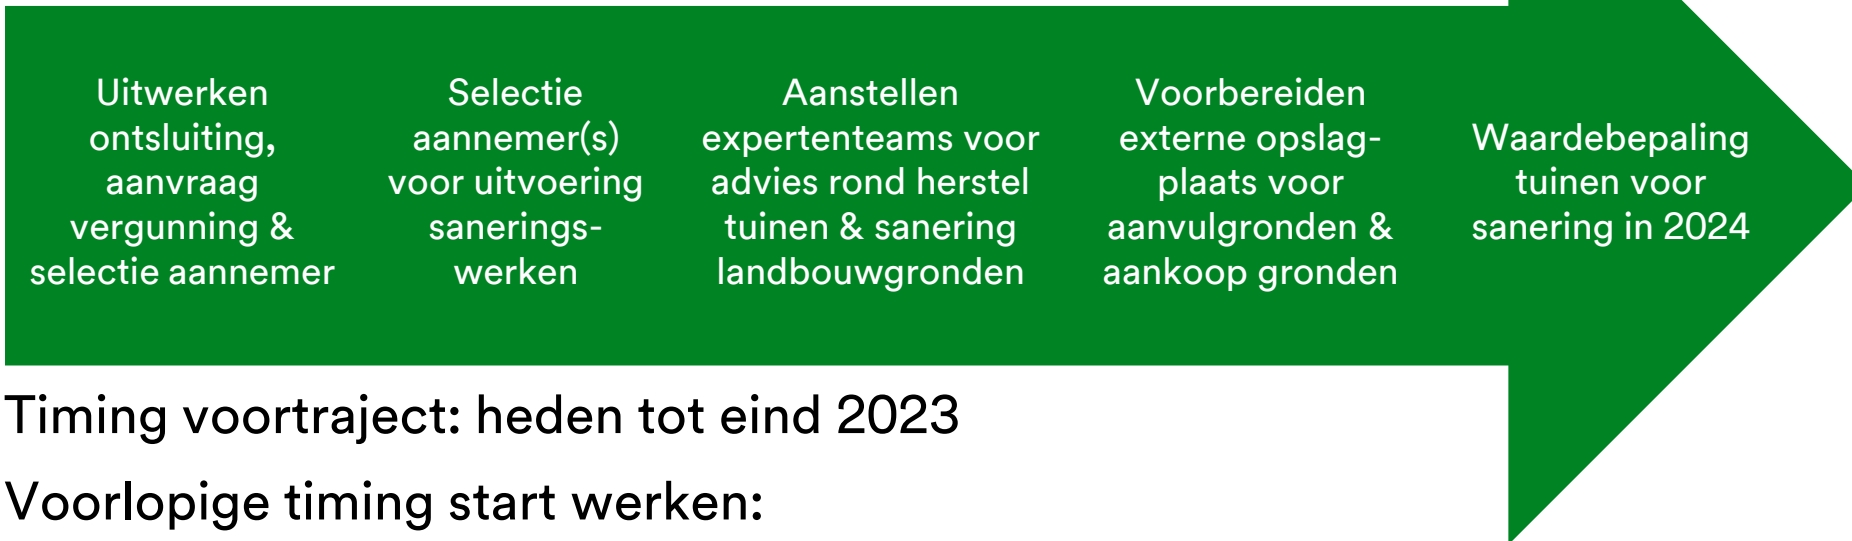 Uitwerken
ontsluiting,
aanvraag
vergunning &
selectie aannemer
Selectie
aannemer(s)
voor uitvoering
sanerings-
werken
Aanstellen
expertenteams voor
advies rond herstel
tuinen & sanering
landbouwgronden
Voorbereiden
externe opslag-
plaats voor
aanvulgronden &
aankoop gronden
Waardebepaling
tuinen voor
sanering in 2024
Timing voortraject: heden tot eind 2023
Voorlopige timing start werken: